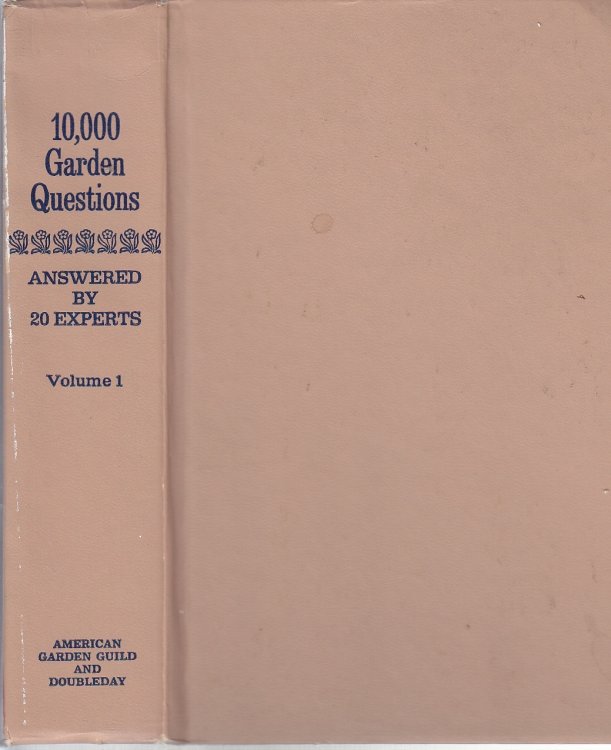 10,000
Garden
Questions
ANSWERED
BY
20 EXPERTS
Volume 1
AMERICAN
GARDEN GUILD
AND
DOUBLEDAY